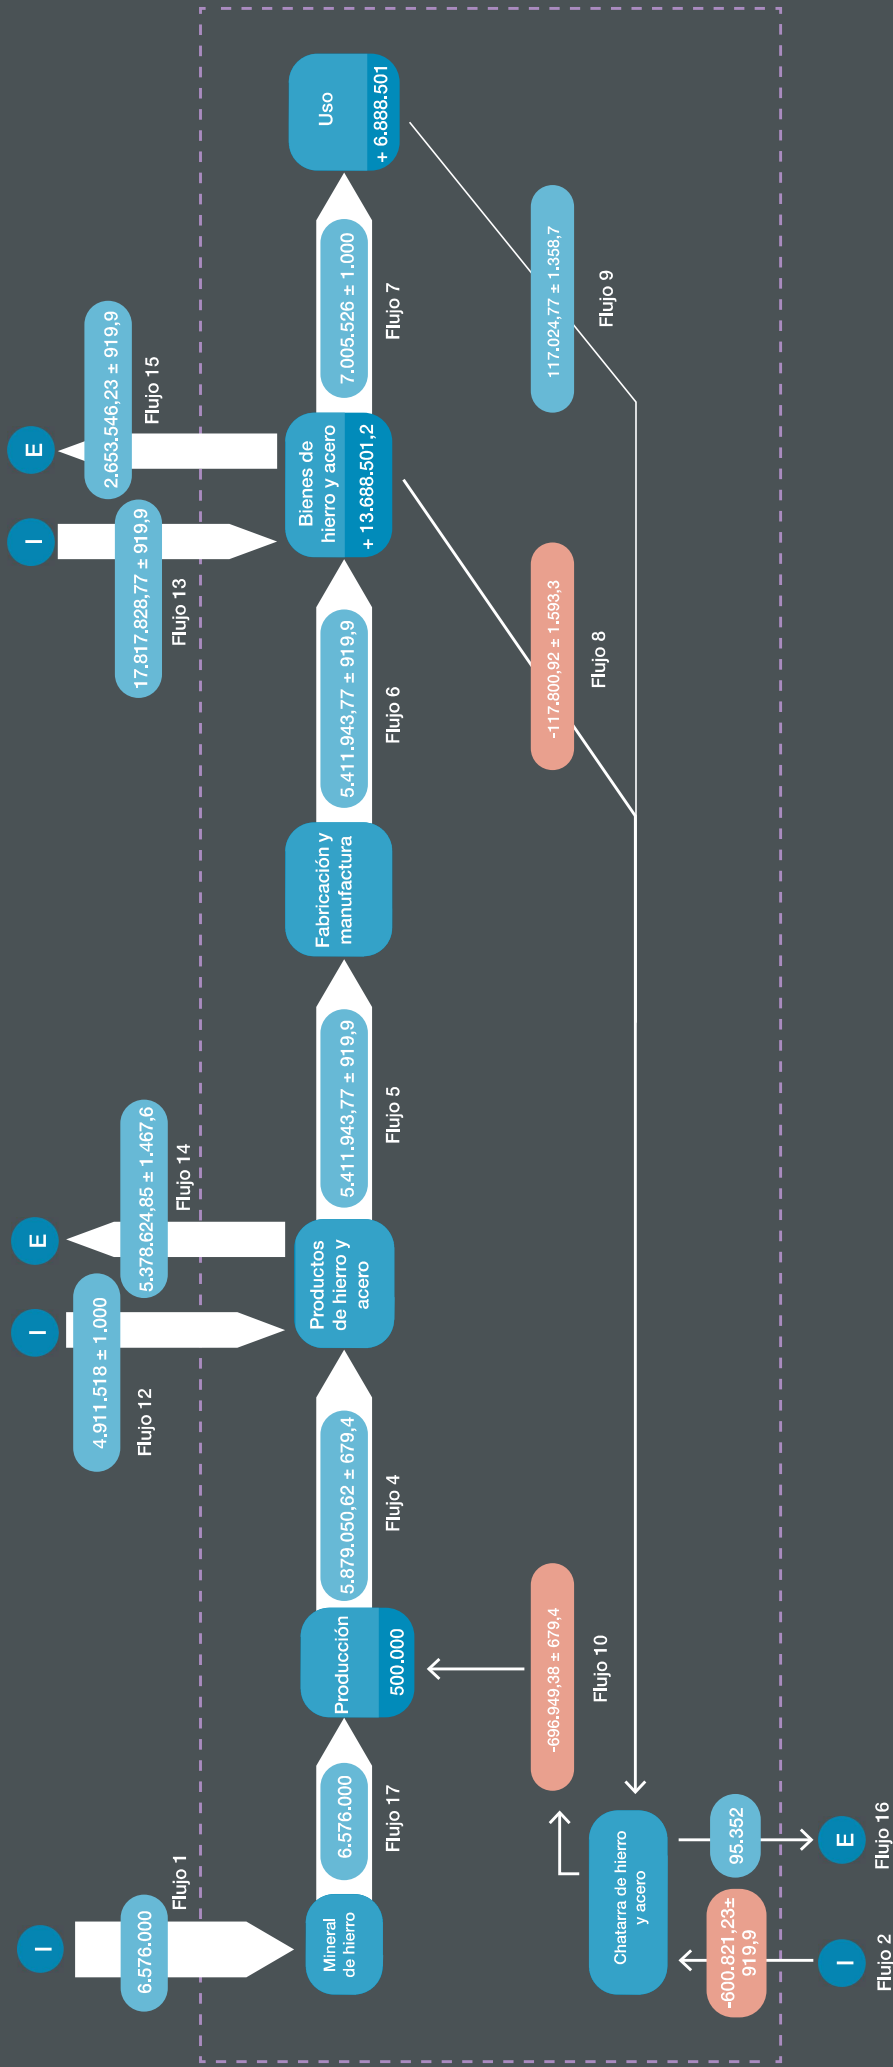 I
6.576.000
Flujo 1
Mineral
de hierro
6.576.000
Flujo 17
Producción
500.000
5.879.050,62 ± 679,4
Flujo 4
I
4.911.518 ± 1.000
Flujo 12
E
5.378.624,85 ± 1.467,6
Flujo 14
Productos
de hierro y
acero
5.411.943,77 ± 919,9
Flujo 5
Fabricación y
manufactura
5.411.943,77 ± 919,9
Flujo 6
I
17.817.828,77 ± 919,9
Flujo 13
E
2.653.546,23 ± 919,9
Flujo 15
Bienes de
hierro y acero
+ 13.688.501,2
7.005.526 ± 1.000
Flujo 7
Uso
+ 6.888.501
117.024,77 ± 1.358,7
Flujo 9
-117.800,92 ± 1.593,3
Flujo 8
-696.949,38 ± 679,4
Flujo 10
Chatarra de hierro
y acero
-600.821,23±
919,9
I
Flujo 2
95.352
E
Flujo 16